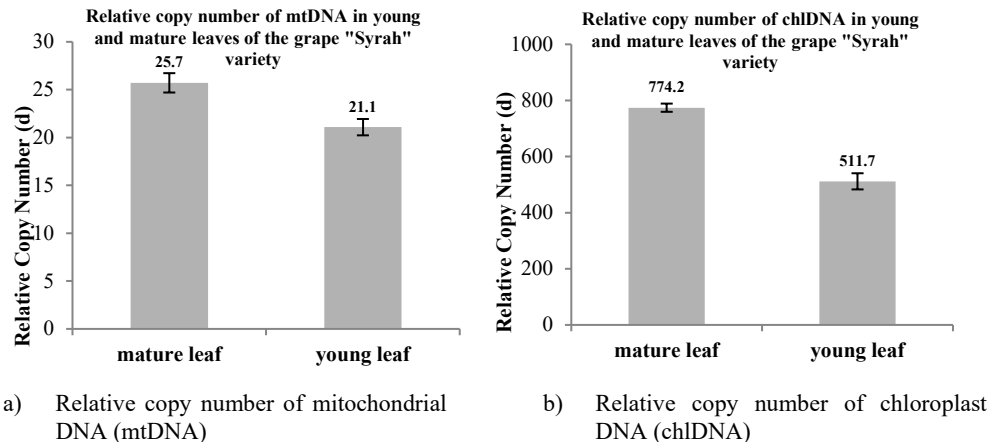 Relative copy number of mtDNA in young
and mature leaves of the grape "Syrah"
variety
Relative Copy Number (d)
30
25
20
15
10
5
0
25.7
21.1
mature leaf
young leaf
a) Relative copy number of mitochondrial
DNA (mtDNA)
Relative copy number of chlDNA in young
and mature leaves of the grape "Syrah"
variety
Relative Copy Number (d)
1000
800
600
400
200
0
774.2
511.7
mature leaf
young leaf
b) Relative copy number of chloroplast
DNA (chlDNA)